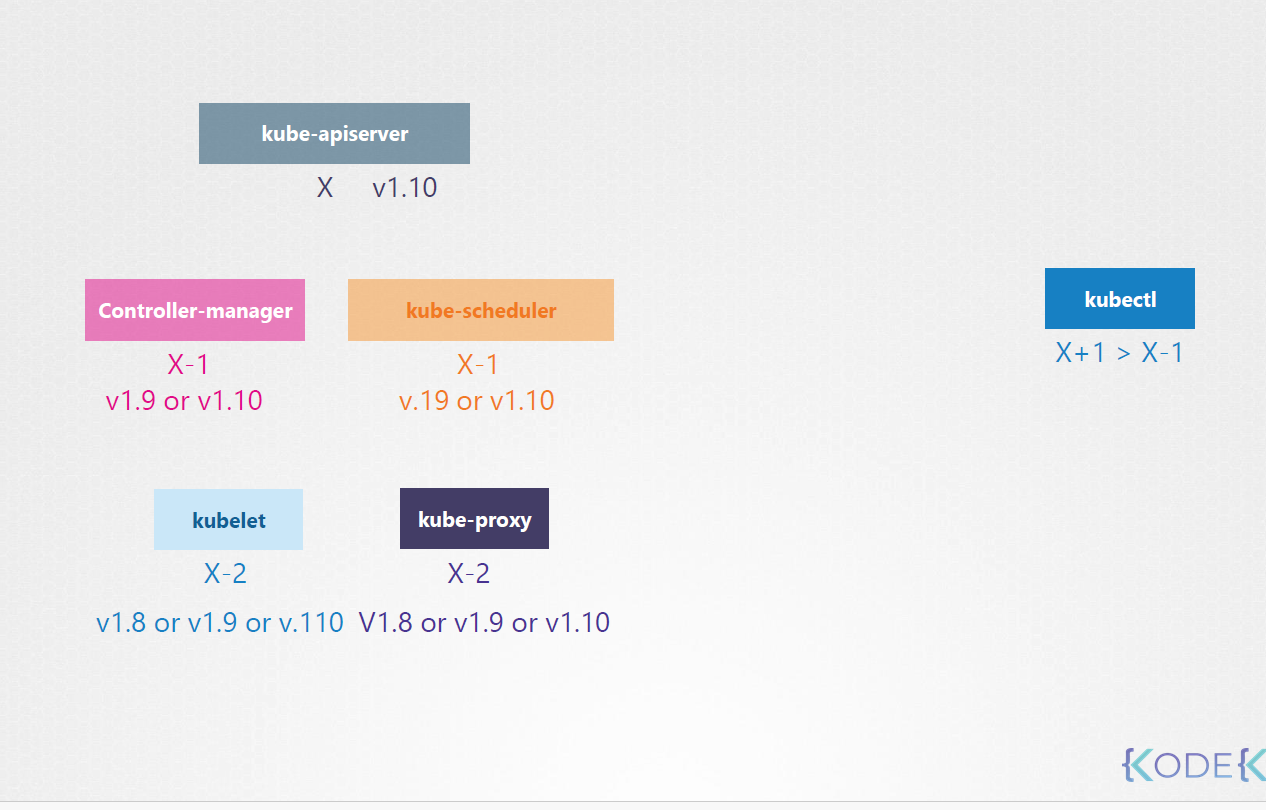 kube-apiserver
X v1.10
Controller-manager
kube-scheduler
kubectl
X-1
X-1
X+1 > X-1
v1.9 or v1.10
v.19 or v1.10
kubelet
kube-proxy
X-2
X-2
v1.8 or v1.9 or v.110
V1.8 or v1.9 or v1.10
{KODE{K